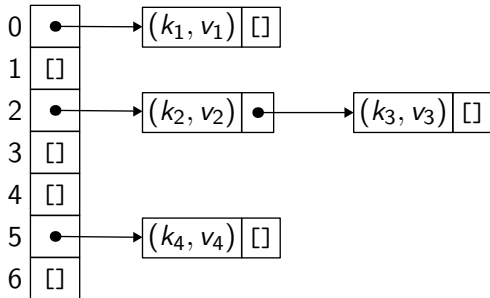 0 (k₁, v₁) []
1 []
2 (k₂, v₂) (k₃, v₃) []
3 []
4 []
5 (k₄, v₄) []
6 []